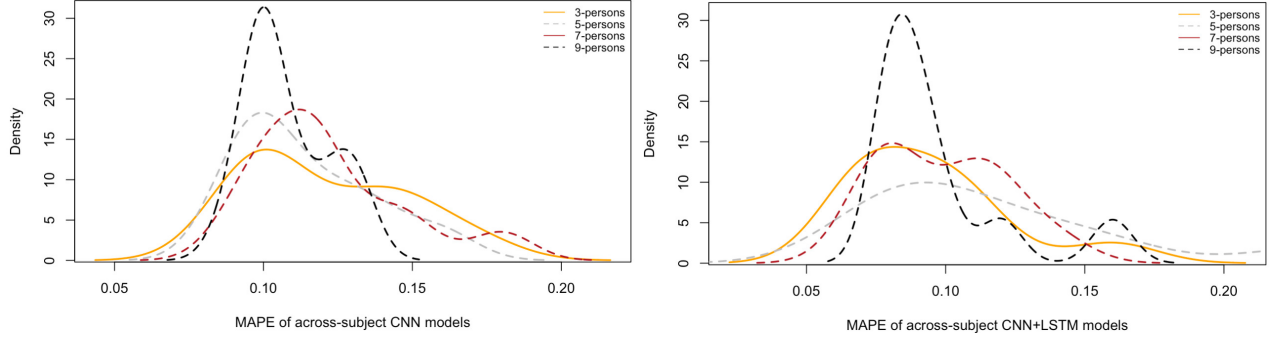 3-persons
5-persons
7-persons
9-persons
Density
30
25
20
15
10
5
0
0.05
0.10
0.15
0.20
MAPE of across-subject CNN models
3-persons
5-persons
7-persons
9-persons
Density
30
25
20
15
10
5
0
0.05
0.10
0.15
0.20
MAPE of across-subject CNN+LSTM models